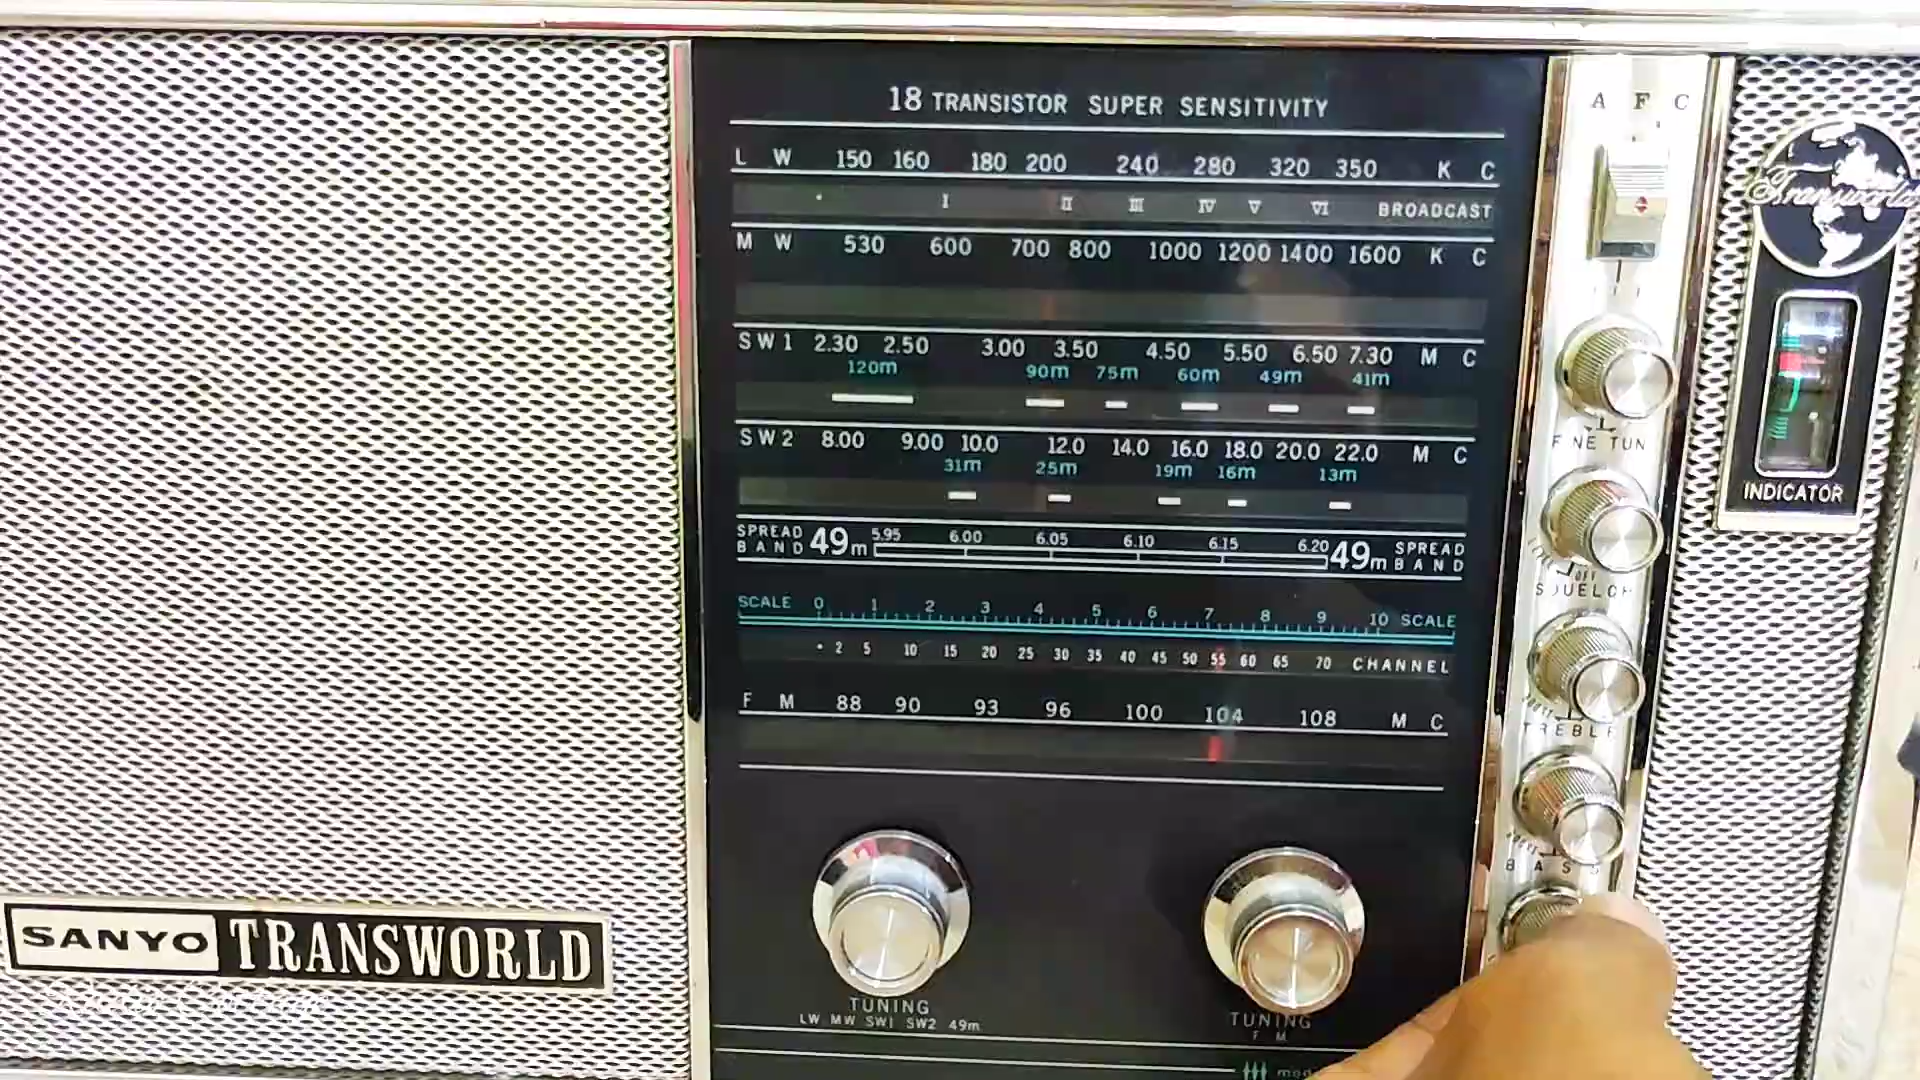 18 TRANSISTOR SUPER SENSITIVITY
L W 150 160 180 200 240 280 320 350 K C
I II III IV V VI BROADCAST
M W 530 600 700 800 1000 1200 1400 1600 K C
SW1 2.30 2.50 3.00 3.50 4.50 5.50 6.50 7.30 M C
120m 90m 75m 60m 49m 41m
SW2 8.00 9.00 10.0 12.0 14.0 16.0 18.0 20.0 22.0 M C
31m 25m 19m 16m 13m
SPREAD BAND 49m 5.95 6.00 6.05 6.10 6.15 6.20 49m SPREAD BAND
SCALE 0 1 2 3 4 5 6 7 8 9 10 SCALE
2 5 10 15 20 25 30 35 40 45 50 55 60 65 70 CHANNEL
F M 88 90 93 96 100 104 108 M C
TUNING
LW MW SW1 SW2 49m
TUNING
F M
A F C
FINE TUN
SQUELCH
TREBLE
BASS
Transworld
INDICATOR
SANYO TRANSWORLD